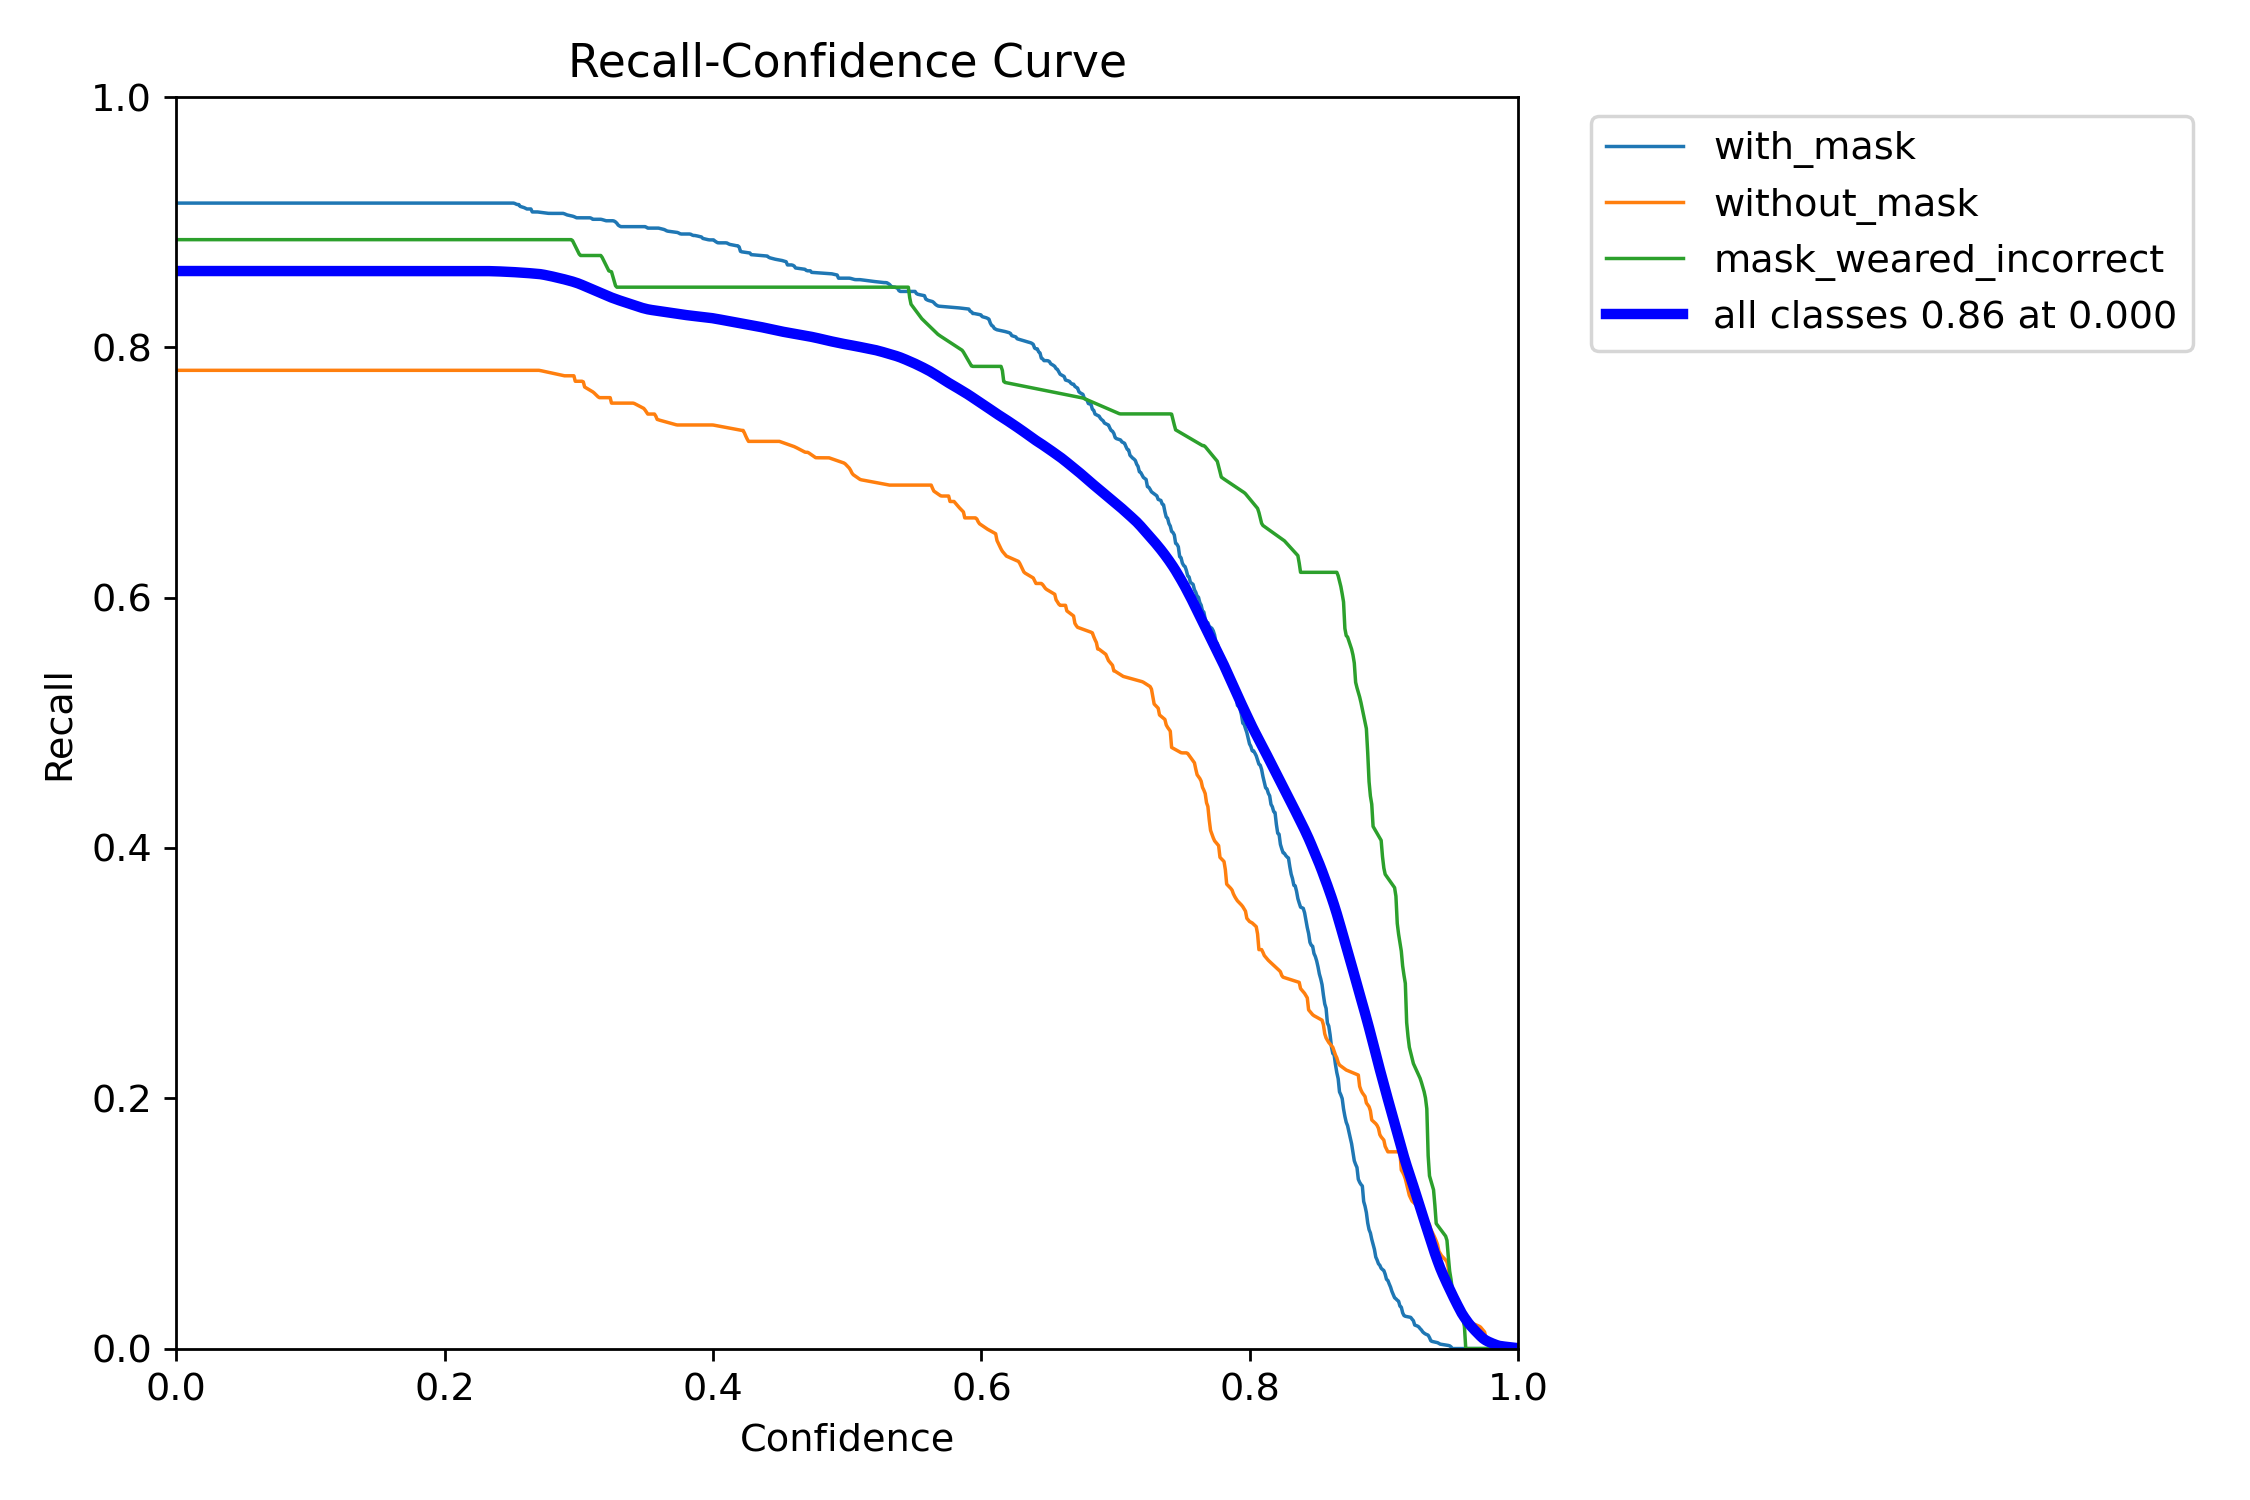 Recall-Confidence Curve
1.0
0.8
0.6
0.4
0.2
0.0
Recall
0.0 0.2 0.4 0.6 0.8 1.0
Confidence
with_mask
without_mask
mask_weared_incorrect
all classes 0.86 at 0.000